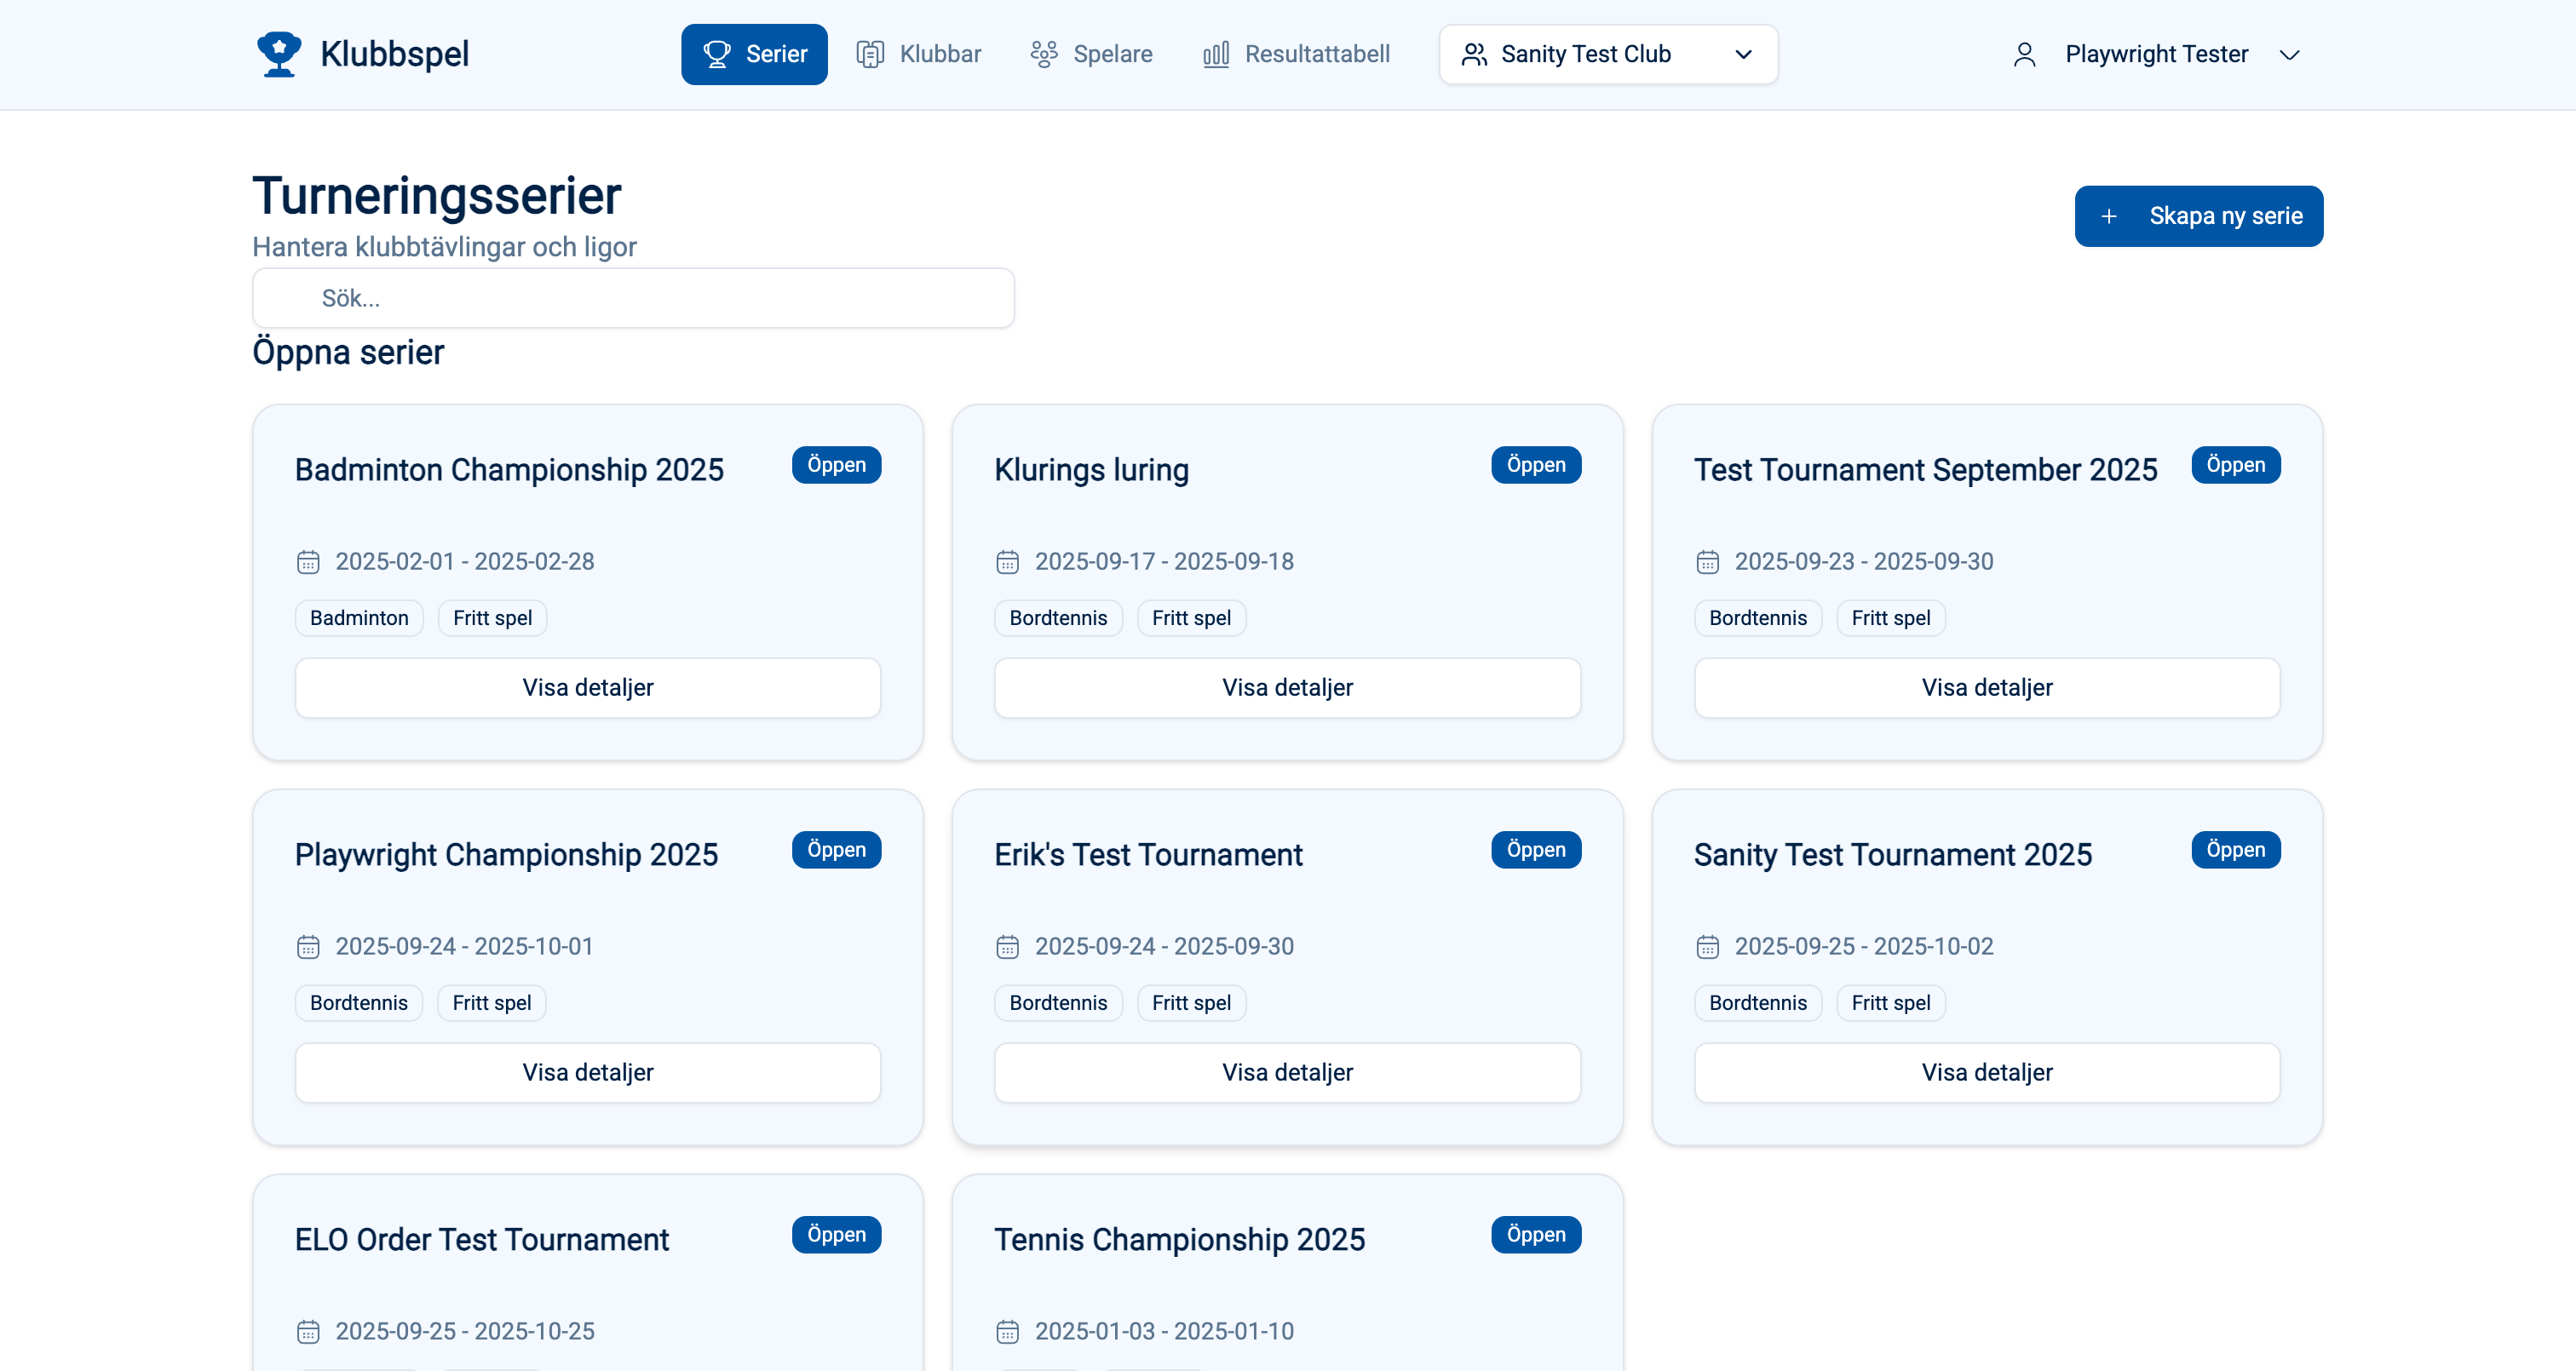 Klubbspel
Serier
Klubbar
Spelare
Resultattabell
Sanity Test Club
Playwright Tester
Turneringsserier
Hantera klubbtävlingar och ligor
Skapa ny serie
Sök...
Öppna serier
Badminton Championship 2025
Öppen
2025-02-01 - 2025-02-28
Badminton
Fritt spel
Visa detaljer
Klurings luring
Öppen
2025-09-17 - 2025-09-18
Bordtennis
Fritt spel
Visa detaljer
Test Tournament September 2025
Öppen
2025-09-23 - 2025-09-30
Bordtennis
Fritt spel
Visa detaljer
Playwright Championship 2025
Öppen
2025-09-24 - 2025-10-01
Bordtennis
Fritt spel
Visa detaljer
Erik's Test Tournament
Öppen
2025-09-24 - 2025-09-30
Bordtennis
Fritt spel
Visa detaljer
Sanity Test Tournament 2025
Öppen
2025-09-25 - 2025-10-02
Bordtennis
Fritt spel
Visa detaljer
ELO Order Test Tournament
Öppen
2025-09-25 - 2025-10-25
Tennis Championship 2025
Öppen
2025-01-03 - 2025-01-10